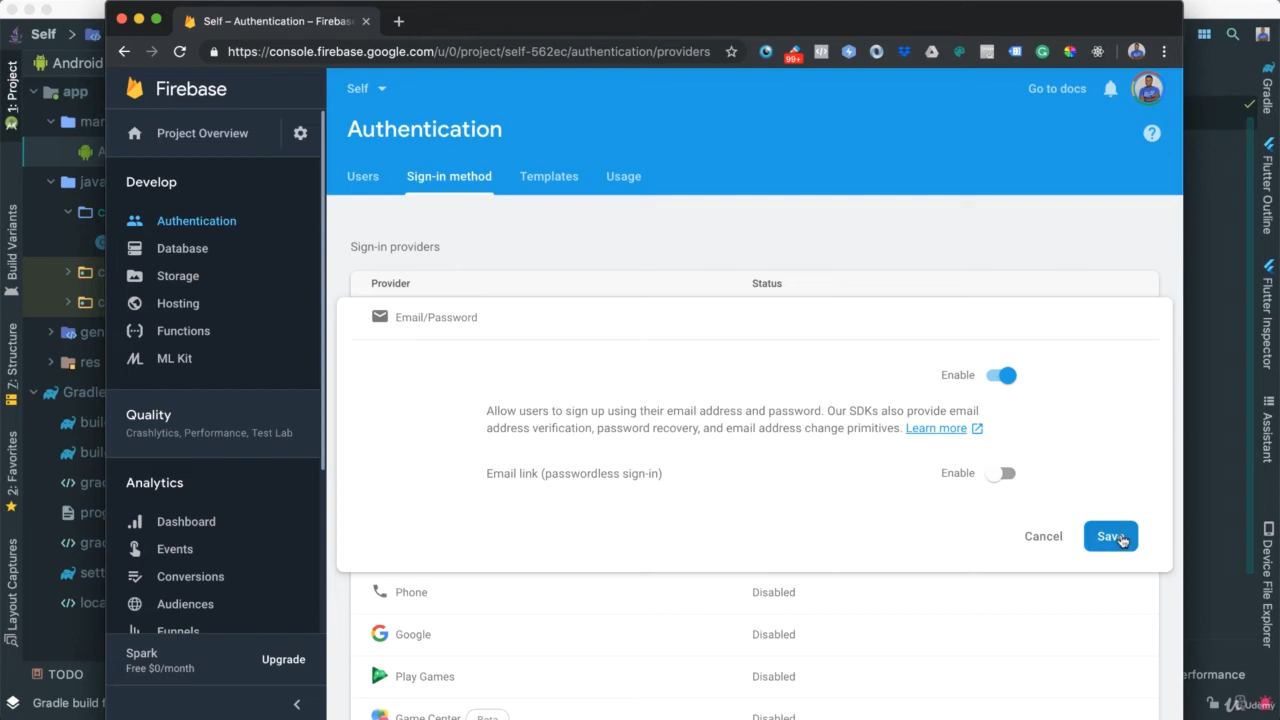 Self
Self – Authentication – Fireba
https://console.firebase.google.com/u/0/project/self-562ec/authentication/providers
99+
1: Project
Android
app
Build Variants
Z: Structure
gen
res
Gradle
2: Favorites
Layout Captures
TODO
Firebase
Project Overview
Develop
Authentication
Database
Storage
Hosting
Functions
ML Kit
Quality
Crashlytics, Performance, Test Lab
Analytics
Dashboard
Events
Conversions
Audiences
Funnels
Spark
Free $0/month
Upgrade
Self
Go to docs
Authentication
Users
Sign-in method
Templates
Usage
Sign-in providers
Provider
Status
Email/Password
Enable
Allow users to sign up using their email address and password. Our SDKs also provide email
address verification, password recovery, and email address change primitives. Learn more
Email link (passwordless sign-in)
Enable
Cancel
Save
Phone
Disabled
Google
Disabled
Play Games
Disabled
Game Center
Beta
Disabled
Gradle
Flutter Outline
Flutter Inspector
Assistant
Device File Explorer
erformance
Udemy